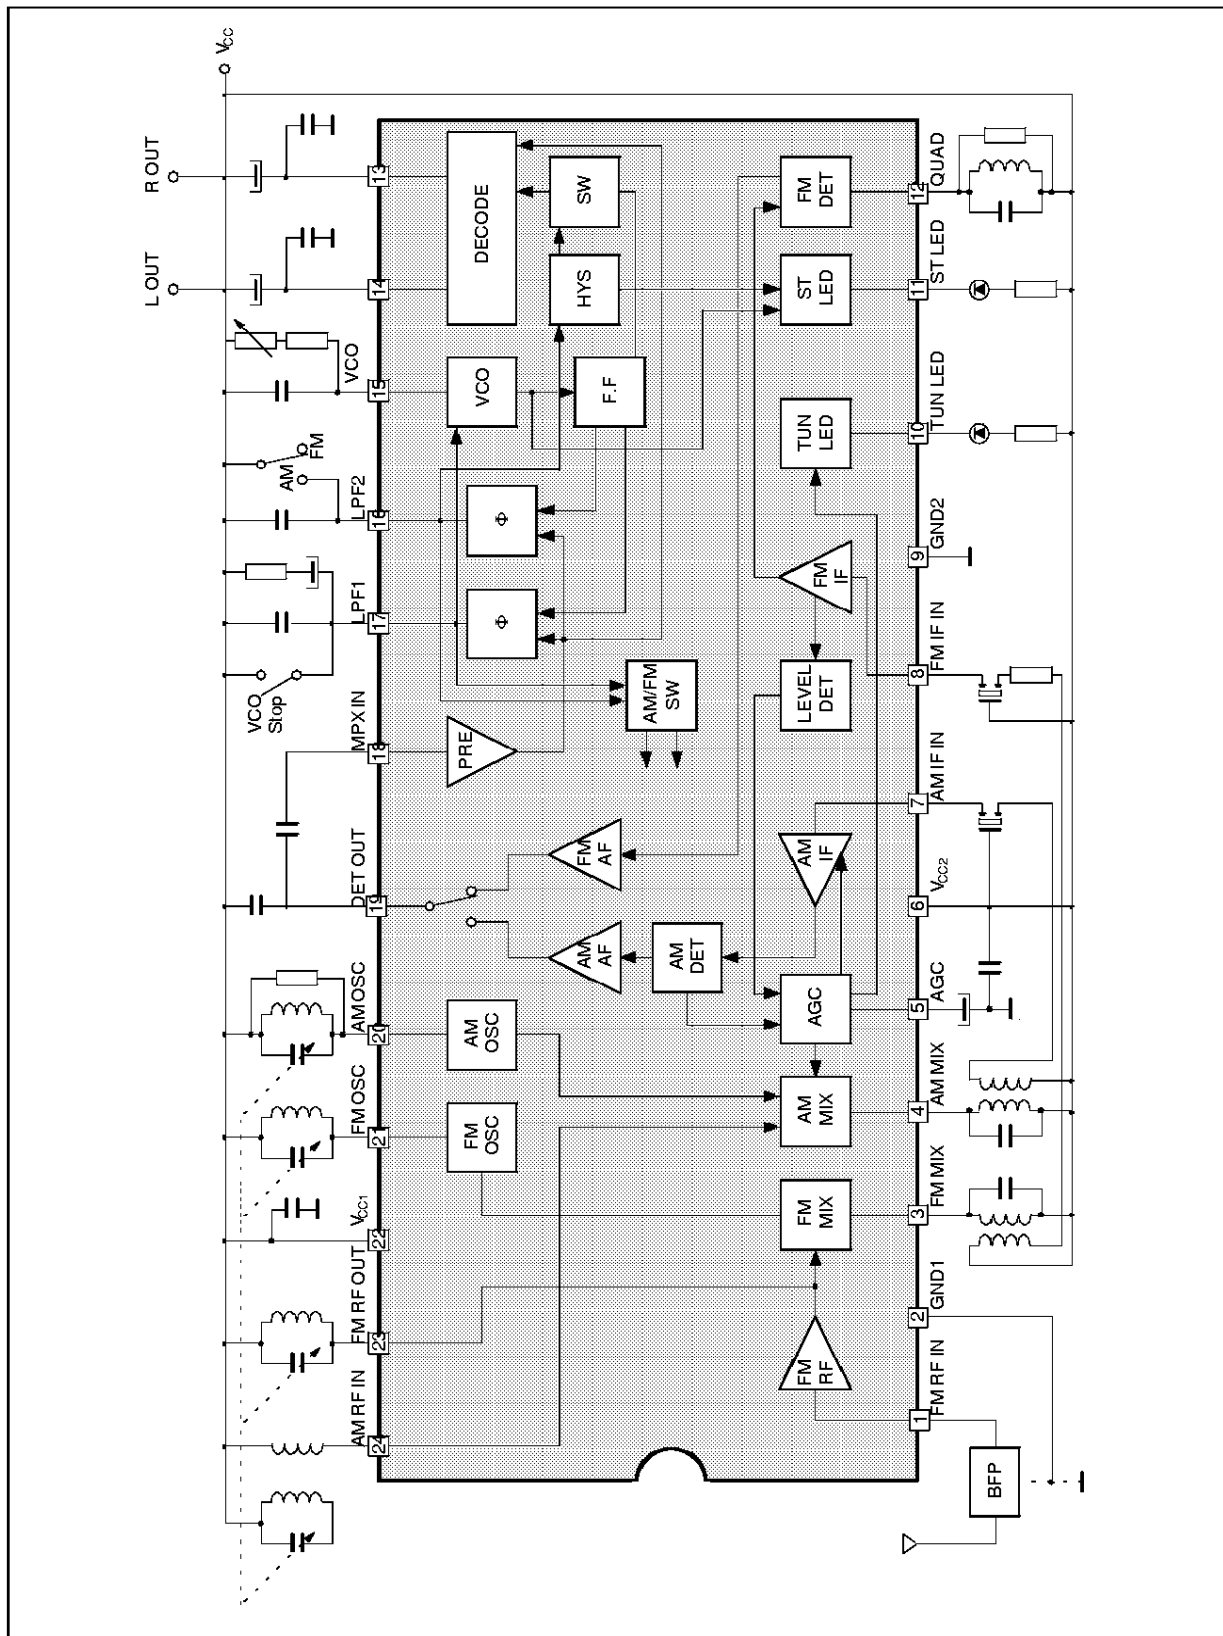 VCC
R OUT
L OUT
VCO
FM
AM
LPF2
LPF1
VCO
Stop
MPX IN
DET OUT
AM OSC
FM OSC
VCC1
FM RF OUT
AM RF IN
13
14
15
16
17
18
19
20
21
22
23
24
DECODE
SW
HYS
VCO
F.F
Φ
Φ
PRE
AM/FM
SW
FM
AF
AM
AF
AM
DET
AM
OSC
FM
OSC
FM
DET
ST
LED
TUN
LED
FM
IF
LEVEL
DET
AM
IF
AGC
AM
MIX
FM
MIX
FM
RF
12
11
10
9
8
7
6
5
4
3
2
1
QUAD
ST LED
TUN LED
GND2
FM IF IN
AM IF IN
VCC2
AGC
AM MIX
FM MIX
GND1
FM RF IN
BFP